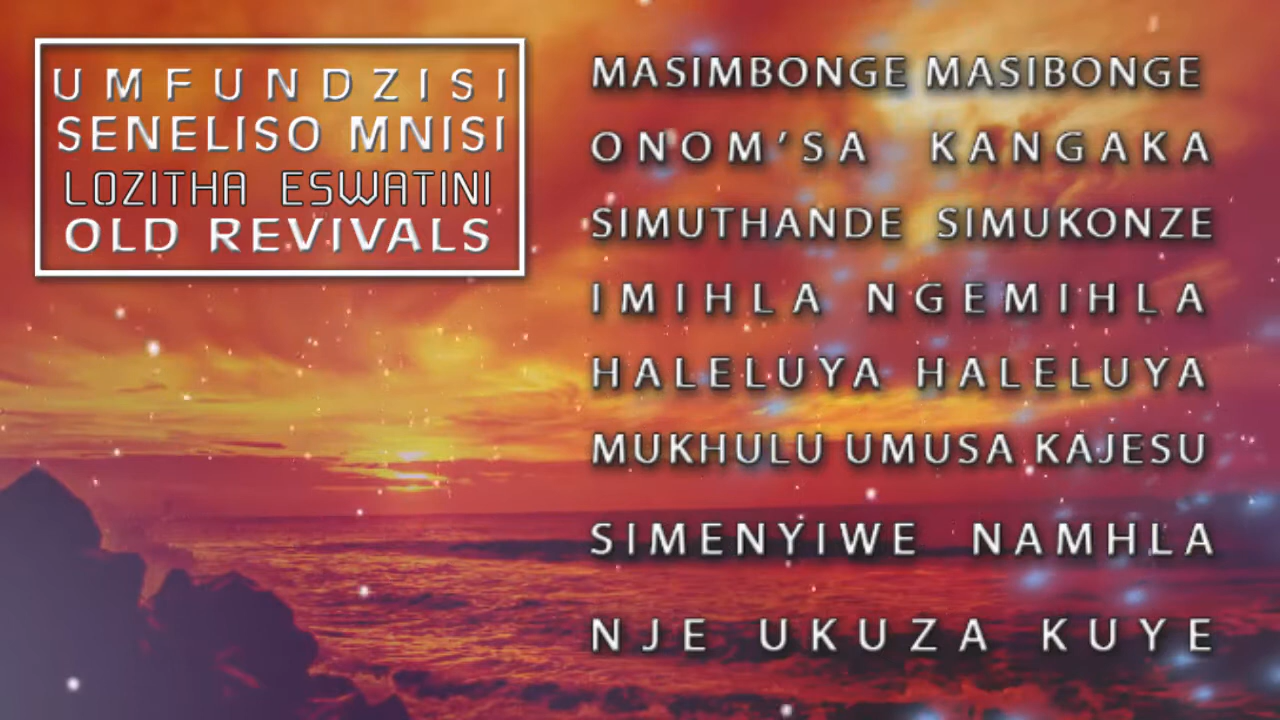 UMFUNDZISI
SENELISO MNISI
LOZITHA ESWATINI
OLD REVIVALS
MASIMBONGE MASIBONGE
ONOM'SA KANGAKA
SIMUTHANDE SIMUKONZE
IMIHLA NGEMIHLA
HALELUYA HALELUYA
MUKHULU UMUSA KAJESU
SIMENYIWE NAMHLA
NJE UKUZA KUYE